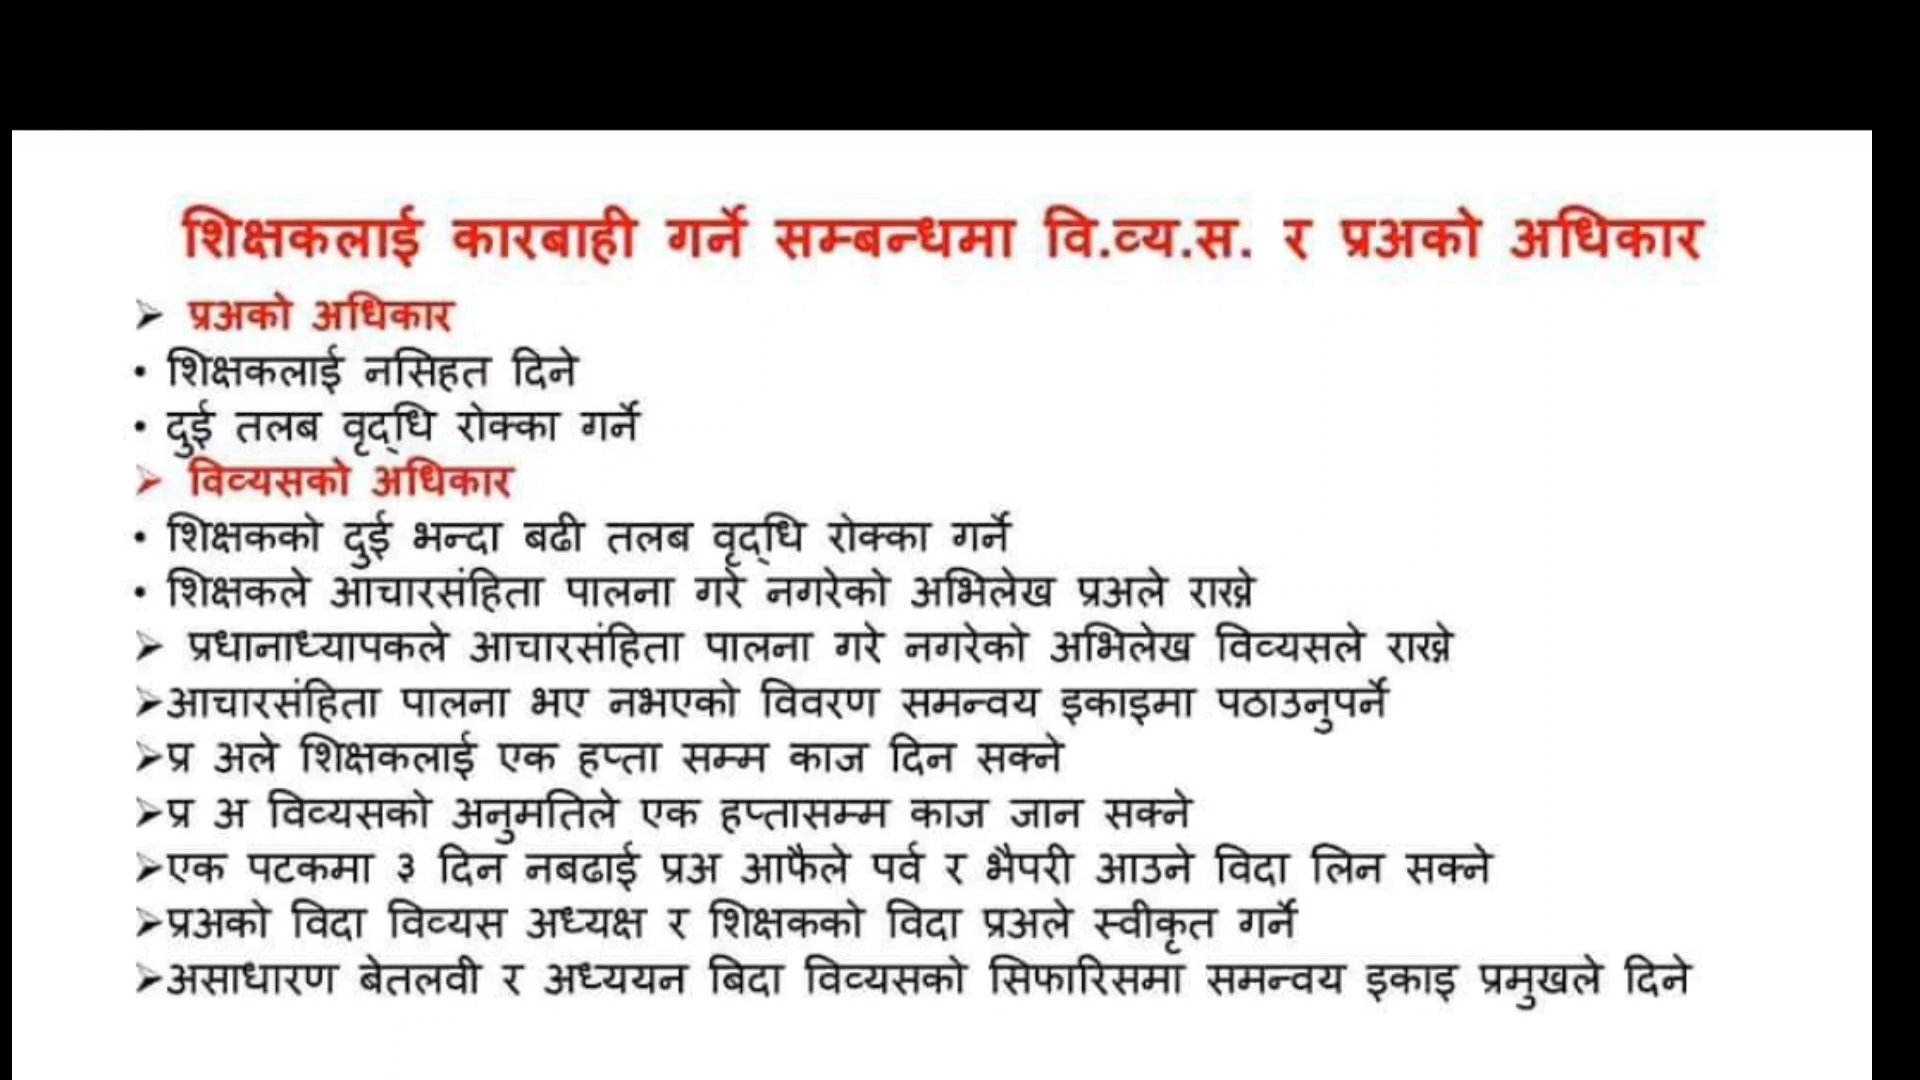 शिक्षकलाई कारबाही गर्ने सम्बन्धमा वि.व्य.स. र प्रअको अधिकार
➢ प्रअको अधिकार
• शिक्षकलाई नसिहत दिने
• दुई तलब वृद्धि रोक्का गर्ने
➢ विव्यसको अधिकार
• शिक्षकको दुई भन्दा बढी तलब वृद्धि रोक्का गर्ने
• शिक्षकले आचारसंहिता पालना गरे नगरेको अभिलेख प्रअले राख्ने
➢ प्रधानाध्यापकले आचारसंहिता पालना गरे नगरेको अभिलेख विव्यसले राख्ने
➢आचारसंहिता पालना भए नभएको विवरण समन्वय इकाइमा पठाउनुपर्ने
➢प्र अले शिक्षकलाई एक हप्ता सम्म काज दिन सक्ने
➢प्र अ विव्यसको अनुमतिले एक हप्तासम्म काज जान सक्ने
➢एक पटकमा ३ दिन नबढाई प्रअ आफैले पर्व र भैपरी आउने विदा लिन सक्ने
➢प्रअको विदा विव्यस अध्यक्ष र शिक्षकको विदा प्रअले स्वीकृत गर्ने
➢असाधारण बेतलवी र अध्ययन बिदा विव्यसको सिफारिसमा समन्वय इकाइ प्रमुखले दिने